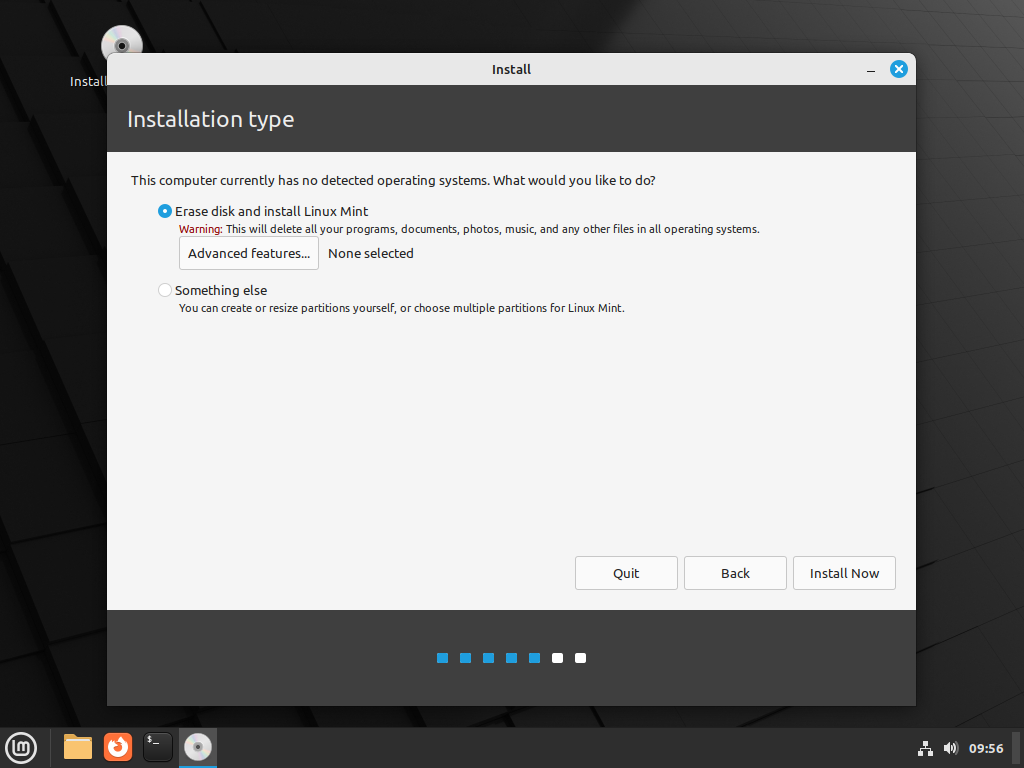 Install
Install
Installation type
This computer currently has no detected operating systems. What would you like to do?
Erase disk and install Linux Mint
Warning: This will delete all your programs, documents, photos, music, and any other files in all operating systems.
Advanced features... None selected
Something else
You can create or resize partitions yourself, or choose multiple partitions for Linux Mint.
Quit Back Install Now
$_
09:56